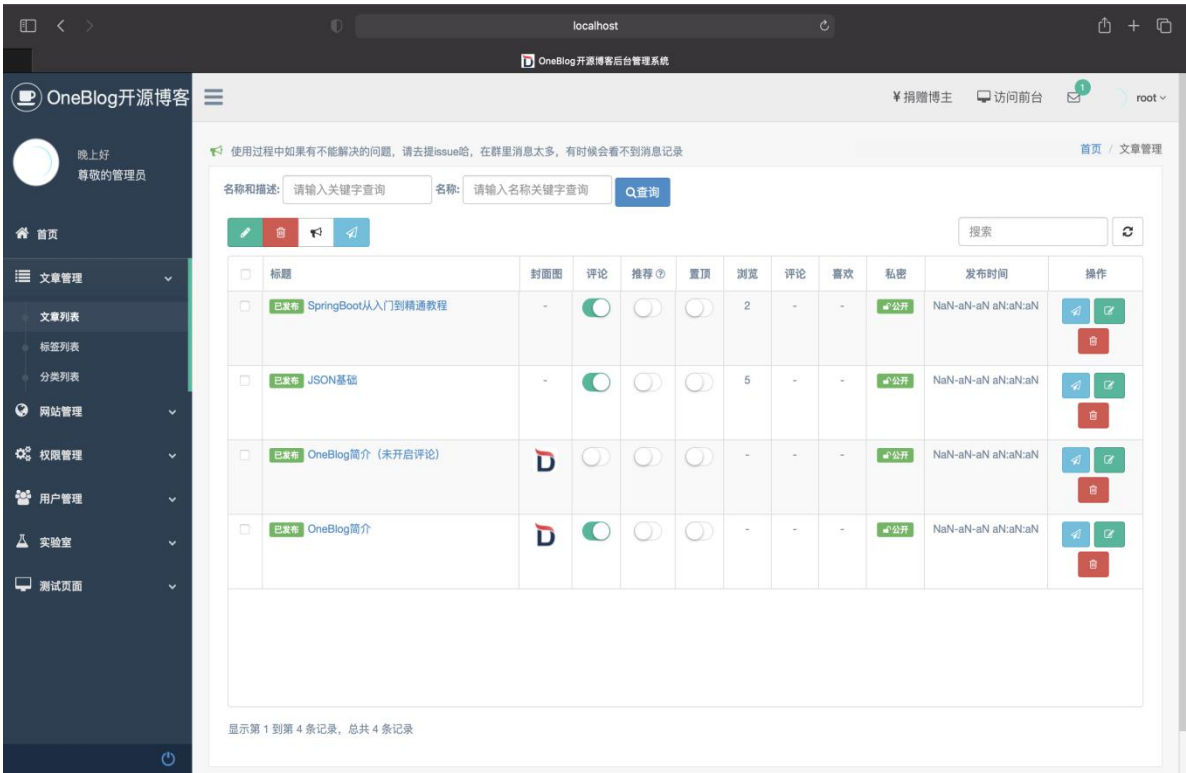 localhost
OneBlog开源博客后台管理系统
OneBlog开源博客
¥捐赠博主 访问前台 1 root
晚上好
尊敬的管理员
使用过程中如果有不能解决的问题，请去提issue哈，在群里消息太多，有时候会看不到消息记录
首页 / 文章管理
名称和描述: 请输入关键字查询 名称: 请输入名称关键字查询 查询
搜索
首页
文章管理
文章列表
标签列表
分类列表
网站管理
权限管理
用户管理
实验室
测试页面
标题 封面图 评论 推荐 置顶 浏览 评论 喜欢 私密 发布时间 操作
已发布 SpringBoot从入门到精通教程 - 2 - - 公开 NaN-aN-aN aN:aN:aN
已发布 JSON基础 - 5 - - 公开 NaN-aN-aN aN:aN:aN
已发布 OneBlog简介（未开启评论） - - - 公开 NaN-aN-aN aN:aN:aN
已发布 OneBlog简介 - - - 公开 NaN-aN-aN aN:aN:aN
显示第 1 到第 4 条记录，总共 4 条记录